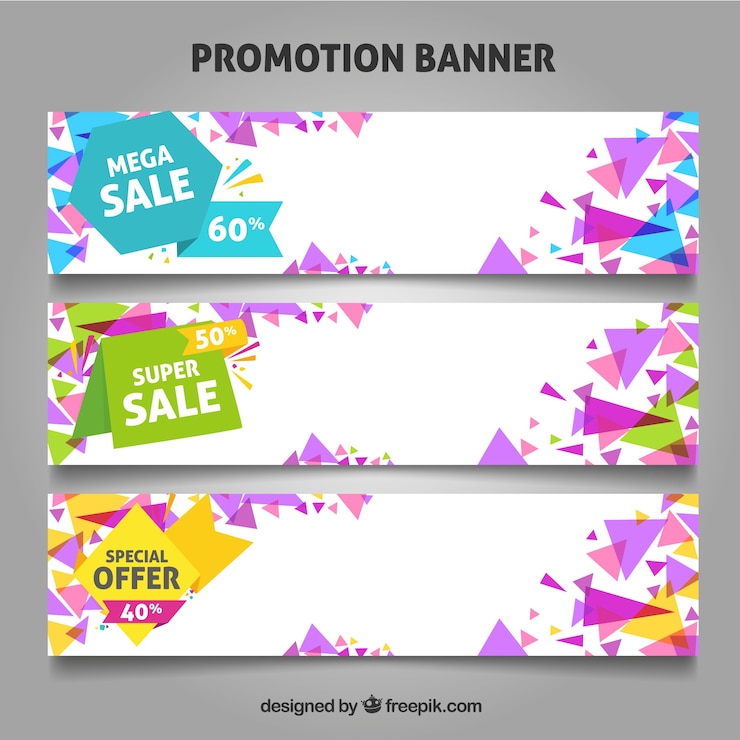 PROMOTION BANNER
MEGA
SALE
60%
50%
SUPER
SALE
SPECIAL
OFFER
40%
designed by freepik.com